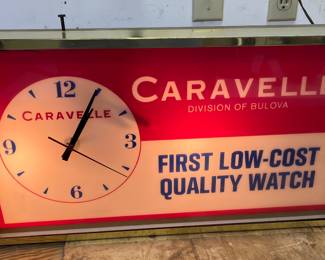 12
CARAVELLE
9
3
6
CARAVELLE
DIVISION OF BULOVA
FIRST LOW-COST
QUALITY WATCH